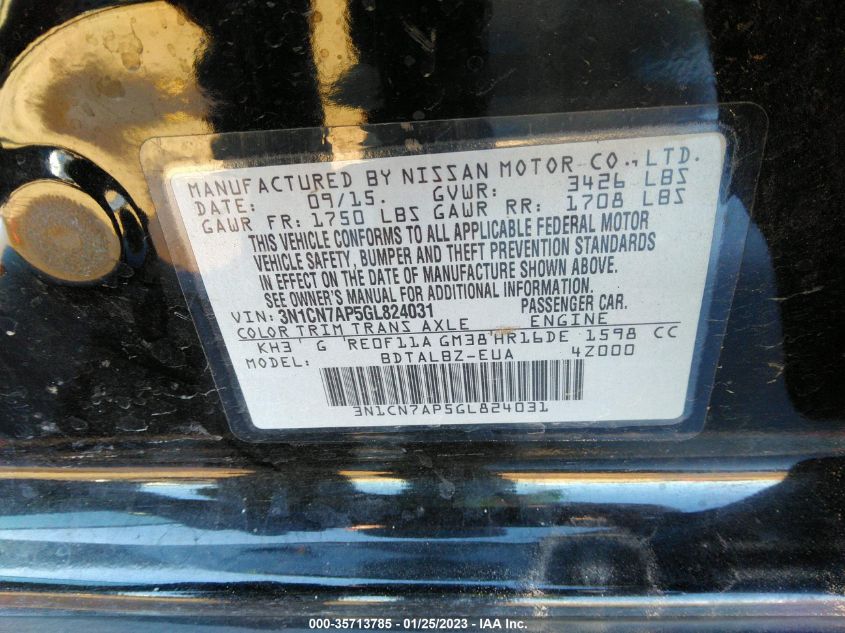 MANUFACTURED BY NISSAN MOTOR CO., LTD.
DATE: 09/15. GVWR: 3426 LBS
GAWR FR: 1750 LBS GAWR RR: 1708 LBS
THIS VEHICLE CONFORMS TO ALL APPLICABLE FEDERAL MOTOR
VEHICLE SAFETY, BUMPER AND THEFT PREVENTION STANDARDS
IN EFFECT ON THE DATE OF MANUFACTURE SHOWN ABOVE.
SEE OWNER'S MANUAL FOR ADDITIONAL INFORMATION.
VIN: 3N1CN7AP5GL824031 PASSENGER CAR.
COLOR TRIM TRANS AXLE ENGINE
KH3 G RE0F11A GM38 HR16DE 1598 CC
MODEL: BDTALBZ-EUA 4Z000
3N1CN7AP5GL824031
000-35713785 - 01/25/2023 - IAA, Inc.